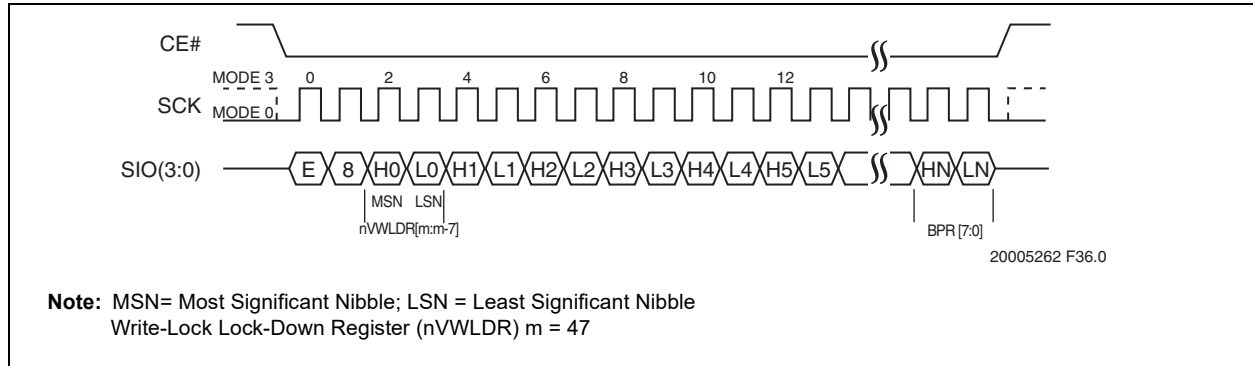 CE#
MODE 3 0 2 4 6 8 10 12
SCK MODE 0
SIO(3:0) E 8 H0 L0 H1 L1 H2 L2 H3 L3 H4 L4 H5 L5 HN LN
MSN LSN
nVWLDR[m:m-7] BPR [7:0]
20005262 F36.0
Note: MSN= Most Significant Nibble; LSN = Least Significant Nibble
Write-Lock Lock-Down Register (nVWLDR) m = 47